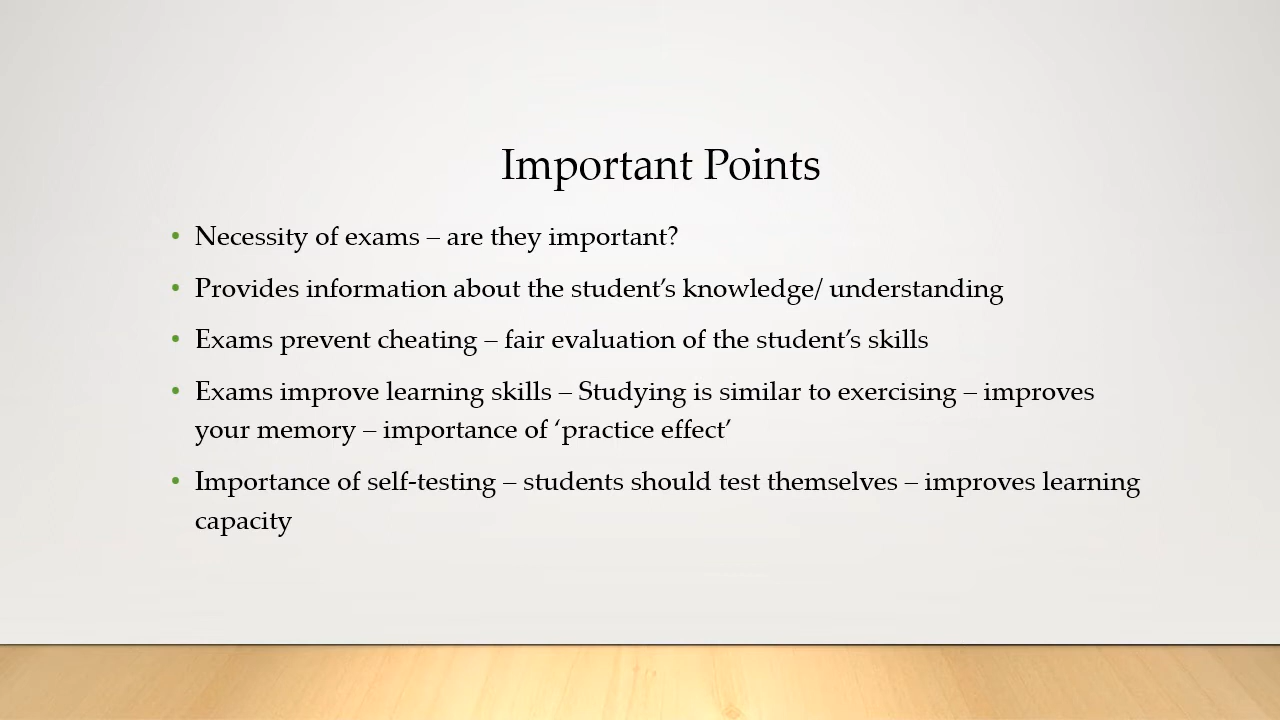 Important Points
• Necessity of exams – are they important?
• Provides information about the student’s knowledge/ understanding
• Exams prevent cheating – fair evaluation of the student’s skills
• Exams improve learning skills – Studying is similar to exercising – improves
your memory – importance of ‘practice effect’
• Importance of self-testing – students should test themselves – improves learning
capacity